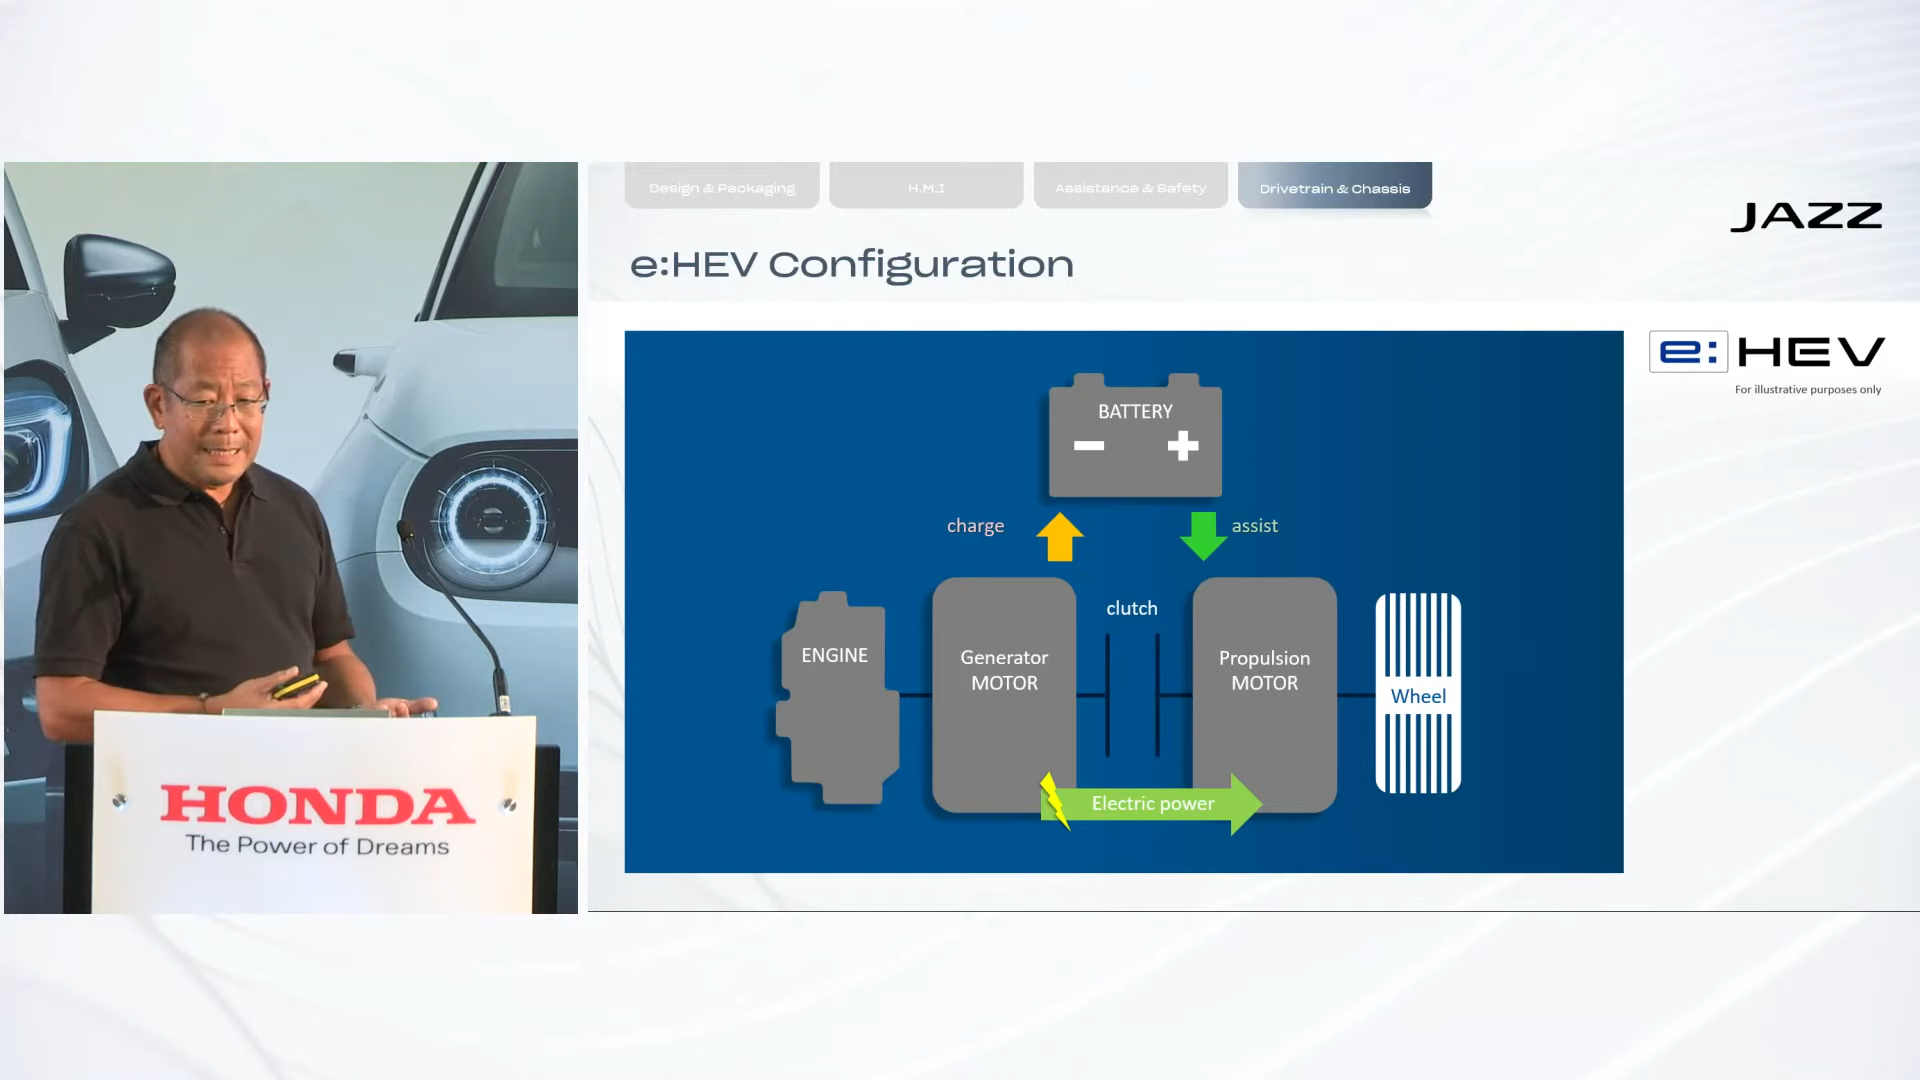 Design & Packaging
H.M.I
Assistance & Safety
Drivetrain & Chassis
JAZZ
e:HEV Configuration
e:HEV
For illustrative purposes only
BATTERY
charge
assist
clutch
ENGINE
Generator
MOTOR
Propulsion
MOTOR
Wheel
Electric power
HONDA
The Power of Dreams